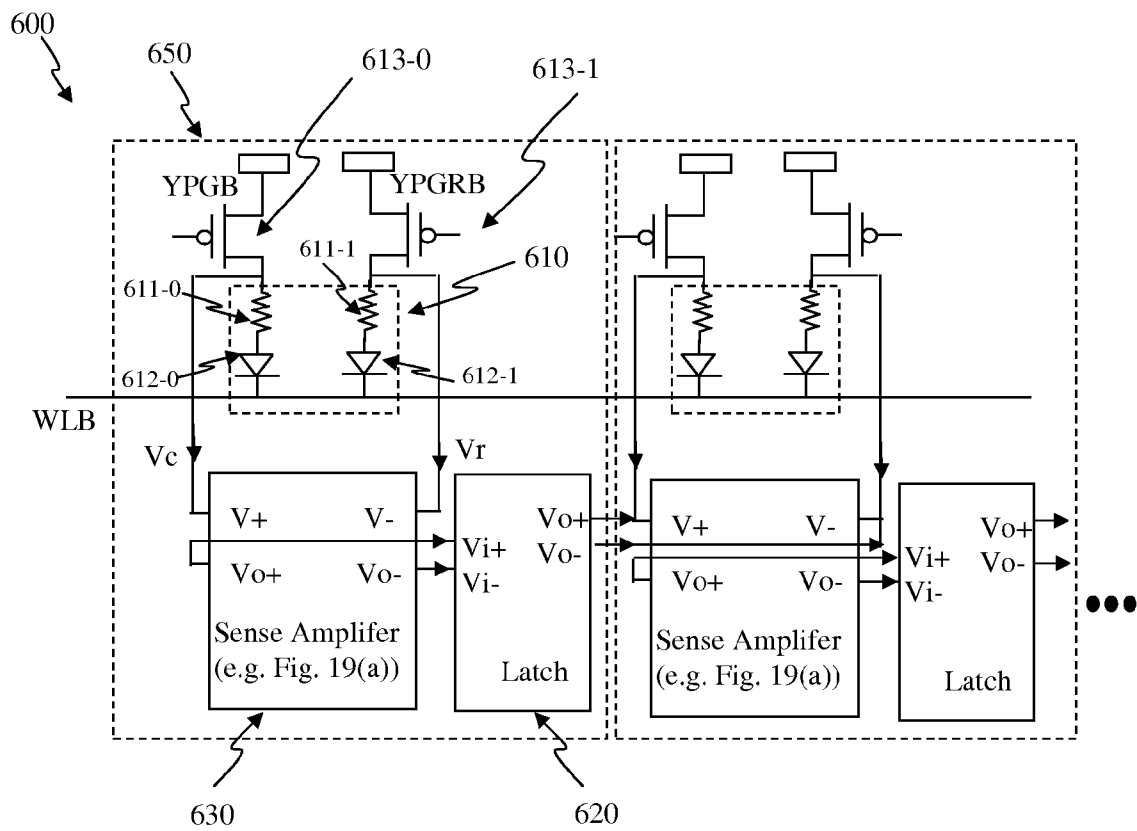 600
650
613-0
613-1
YPGB
YPGRB
611-1
610
611-0
612-0
612-1
WLB
Vc
Vr
V+
V-
Vo+
Vo-
Vi+
Vo+
Vo-
Vi-
Sense Amplifer
(e.g. Fig. 19(a))
Latch
V+
V-
Vo+
Vo-
Vi+
Vo+
Vo-
Vi-
Sense Amplifer
(e.g. Fig. 19(a))
Latch
630
620